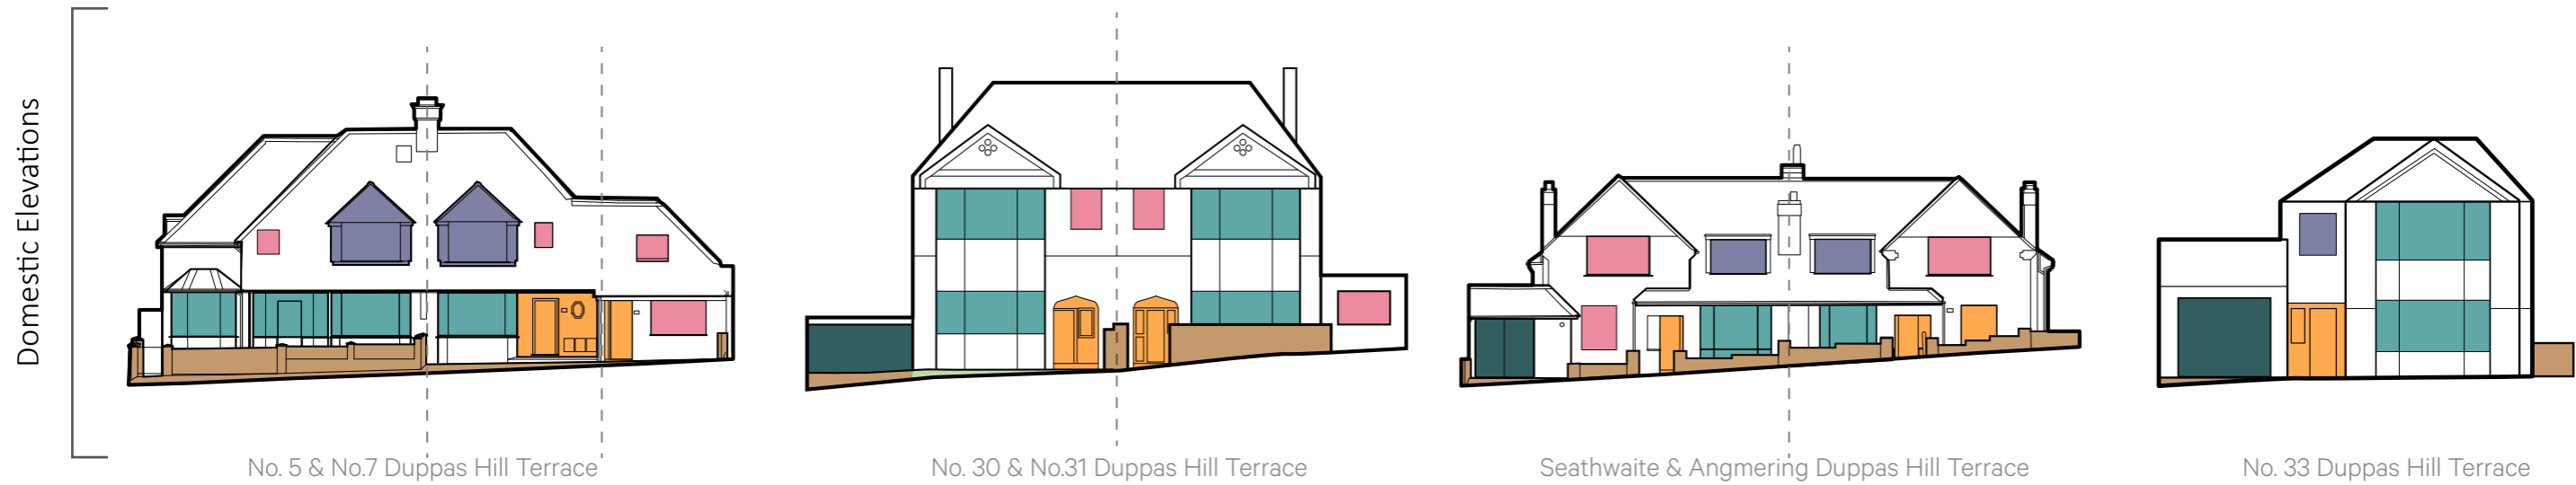 Domestic Elevations
No. 5 & No.7 Duppas Hill Terrace
No. 30 & No.31 Duppas Hill Terrace
Seathwaite & Angmering Duppas Hill Terrace
No. 33 Duppas Hill Terrace